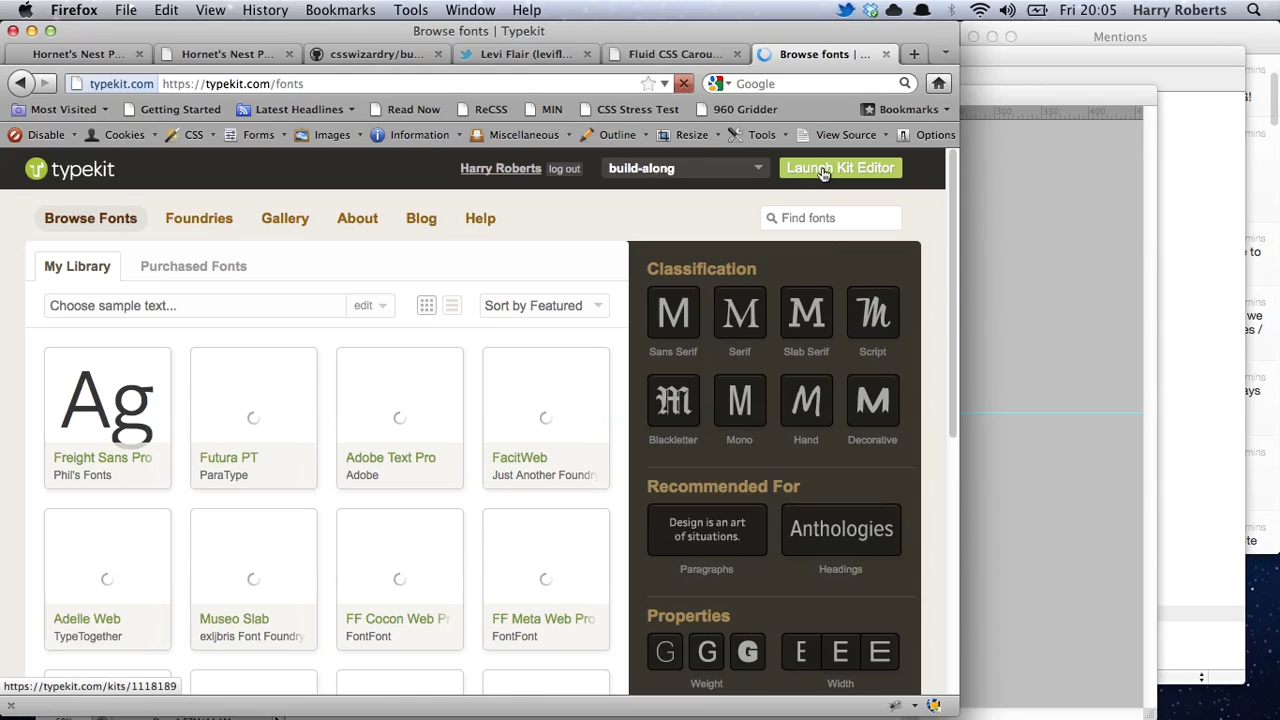 Firefox File Edit View History Bookmarks Tools Window Help Fri 20:05 Harry Roberts
Browse fonts | Typekit
Mentions
Hornet's Nest P...
Hornet's Nest P...
csswizardry/bu...
Levi Flair (levifl...
Fluid CSS Carou...
Browse fonts | ...
typekit.com https://typekit.com/fonts
Google
Most Visited Getting Started Latest Headlines Read Now ReCSS MIN CSS Stress Test 960 Gridder Bookmarks
Disable Cookies CSS Forms Images Information Miscellaneous Outline Resize Tools View Source Options
300 350 400
typekit
Harry Roberts log out
build-along
Launch Kit Editor
Browse Fonts Foundries Gallery About Blog Help
Find fonts
My Library Purchased Fonts
Choose sample text... edit
Sort by Featured
Ag
Freight Sans Pro
Phil's Fonts
Futura PT
ParaType
Adobe Text Pro
Adobe
FacitWeb
Just Another Foundry
Adelle Web
TypeTogether
Museo Slab
exljbris Font Foundry
FF Cocon Web Pr
FontFont
FF Meta Web Pro
FontFont
Classification
M M M M
Sans Serif Serif Slab Serif Script
M M M M
Blackletter Mono Hand Decorative
Recommended For
Design is an art
of situations.
Anthologies
Paragraphs Headings
Properties
G G G E E E
Weight Width
https://typekit.com/kits/1118189